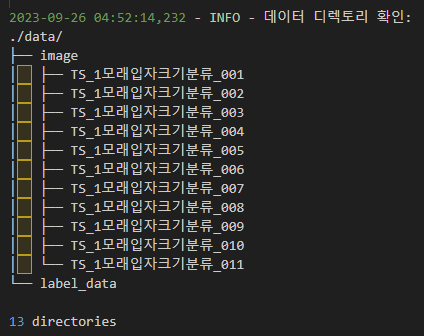 2023-09-26 04:52:14,232 - INFO - 데이터 디렉토리 확인:
./data/
├── image
│   ├── TS_1모래입자크기분류_001
│   ├── TS_1모래입자크기분류_002
│   ├── TS_1모래입자크기분류_003
│   ├── TS_1모래입자크기분류_004
│   ├── TS_1모래입자크기분류_005
│   ├── TS_1모래입자크기분류_006
│   ├── TS_1모래입자크기분류_007
│   ├── TS_1모래입자크기분류_008
│   ├── TS_1모래입자크기분류_009
│   ├── TS_1모래입자크기분류_010
│   └── TS_1모래입자크기분류_011
└── label_data
13 directories